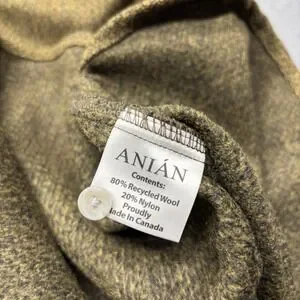 ANIÁN
Contents:
80% Recycled Wool
20% Nylon
Proudly
Made In Canada